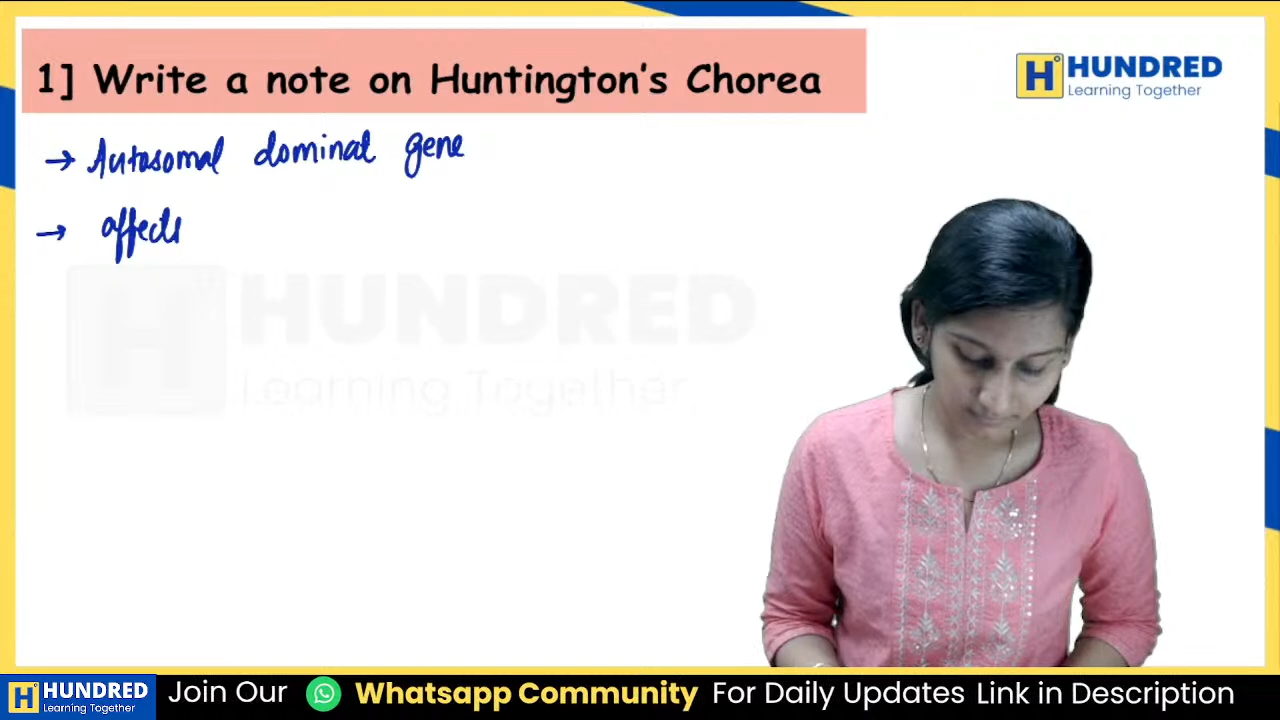 1] Write a note on Huntington's Chorea
HUNDRED
Learning Together
→ Autosomal dominat gene
→ affects
HUNDRED
Learning Together
HUNDRED
Learning Together
Join Our Whatsapp Community For Daily Updates Link in Description